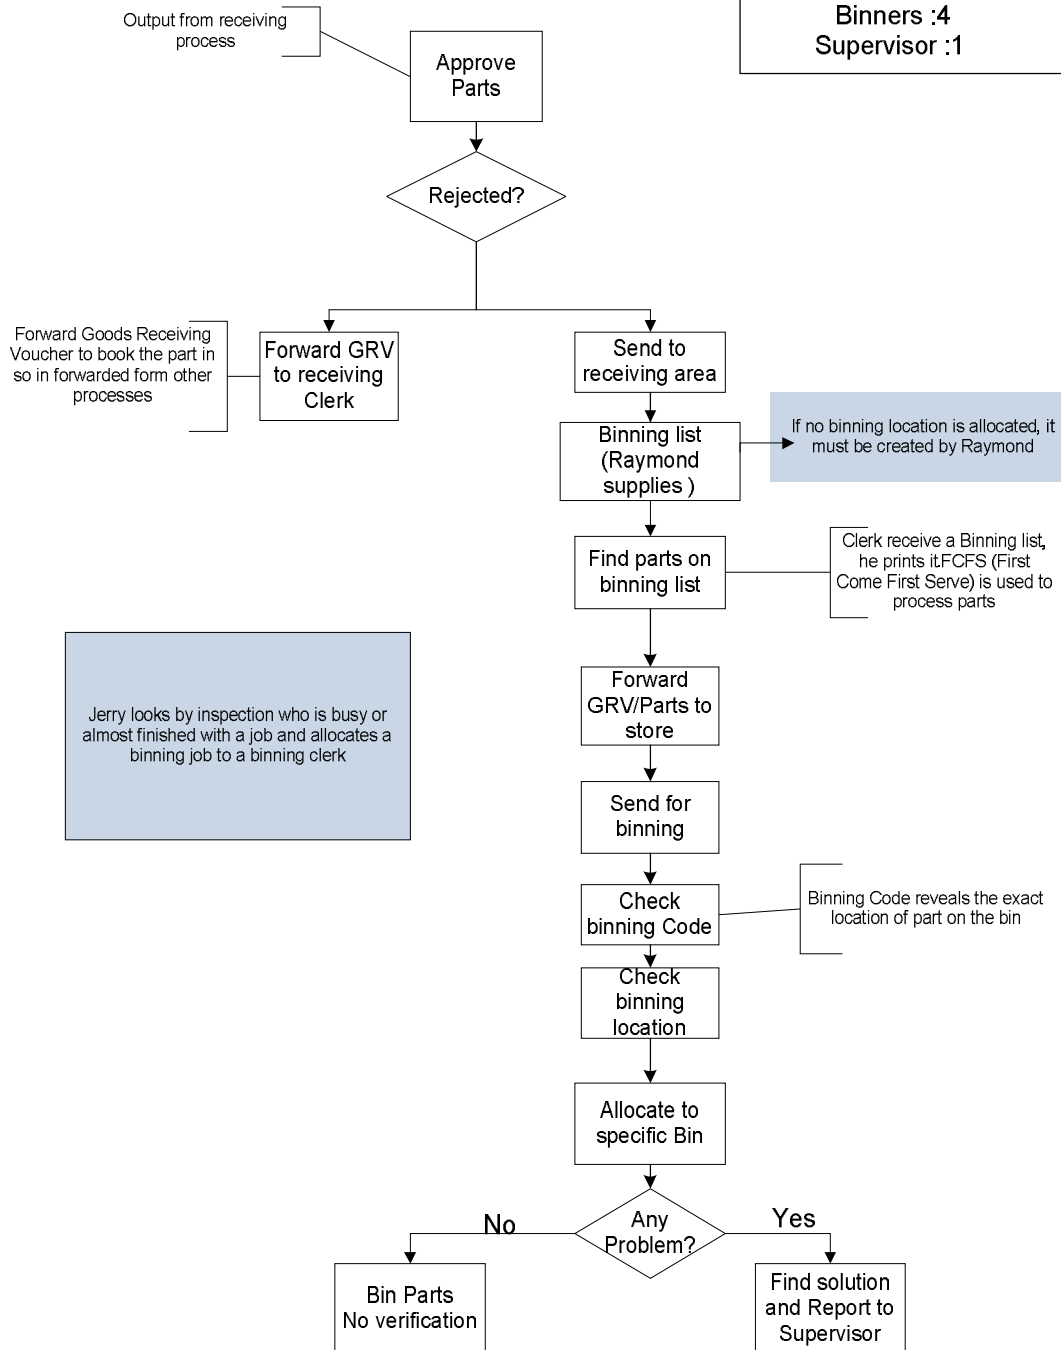 Output from receiving
process
Approve
Parts
Binners :4
Supervisor :1
Rejected?
Forward Goods Receiving
Voucher to book the part in
so in forwarded form other
processes
Forward GRV
to receiving
Clerk
Send to
receiving area
Binning list
(Raymond
supplies )
If no binning location is allocated, it
must be created by Raymond
Find parts on
binning list
Clerk receive a Binning list,
he prints it.FCFS (First
Come First Serve) is used to
process parts
Jerry looks by inspection who is busy or
almost finished with a job and allocates a
binning job to a binning clerk
Forward
GRV/Parts to
store
Send for
binning
Check
binning Code
Binning Code reveals the exact
location of part on the bin
Check
binning
location
Allocate to
specific Bin
Any
Problem?
No
Yes
Bin Parts
No verification
Find solution
and Report to
Supervisor